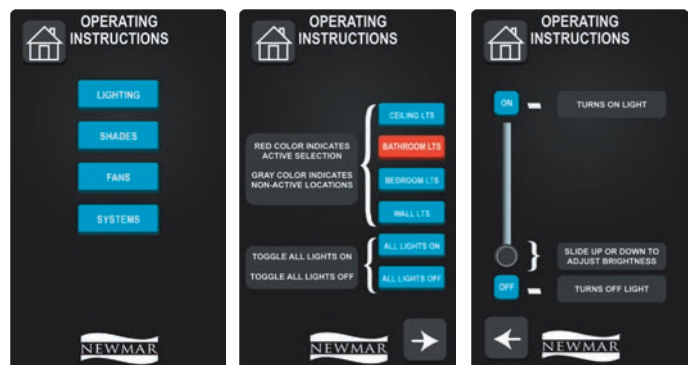 OPERATING
INSTRUCTIONS
LIGHTING
SHADES
FANS
SYSTEMS
NEWMAR
OPERATING
INSTRUCTIONS
RED COLOR INDICATES
ACTIVE SELECTION
GRAY COLOR INDICATES
NON-ACTIVE LOCATIONS
CEILING LTS
BATHROOM LTS
BEDROOM LTS
WALL LTS
TOGGLE ALL LIGHTS ON
TOGGLE ALL LIGHTS OFF
ALL LIGHTS ON
ALL LIGHTS OFF
NEWMAR
OPERATING
INSTRUCTIONS
ON
TURNS ON LIGHT
SLIDE UP OR DOWN TO
ADJUST BRIGHTNESS
OFF
TURNS OFF LIGHT
NEWMAR